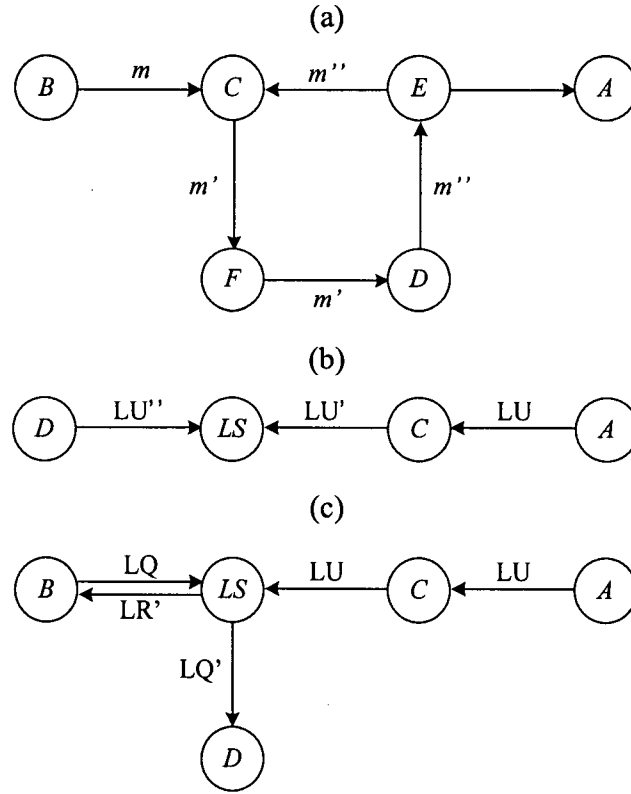 (a)
B m C m'' E A
m' m''
F m' D
(b)
D LU'' LS LU' C LU A
(c)
B LQ LR' LS LU C LU A
LQ'
D